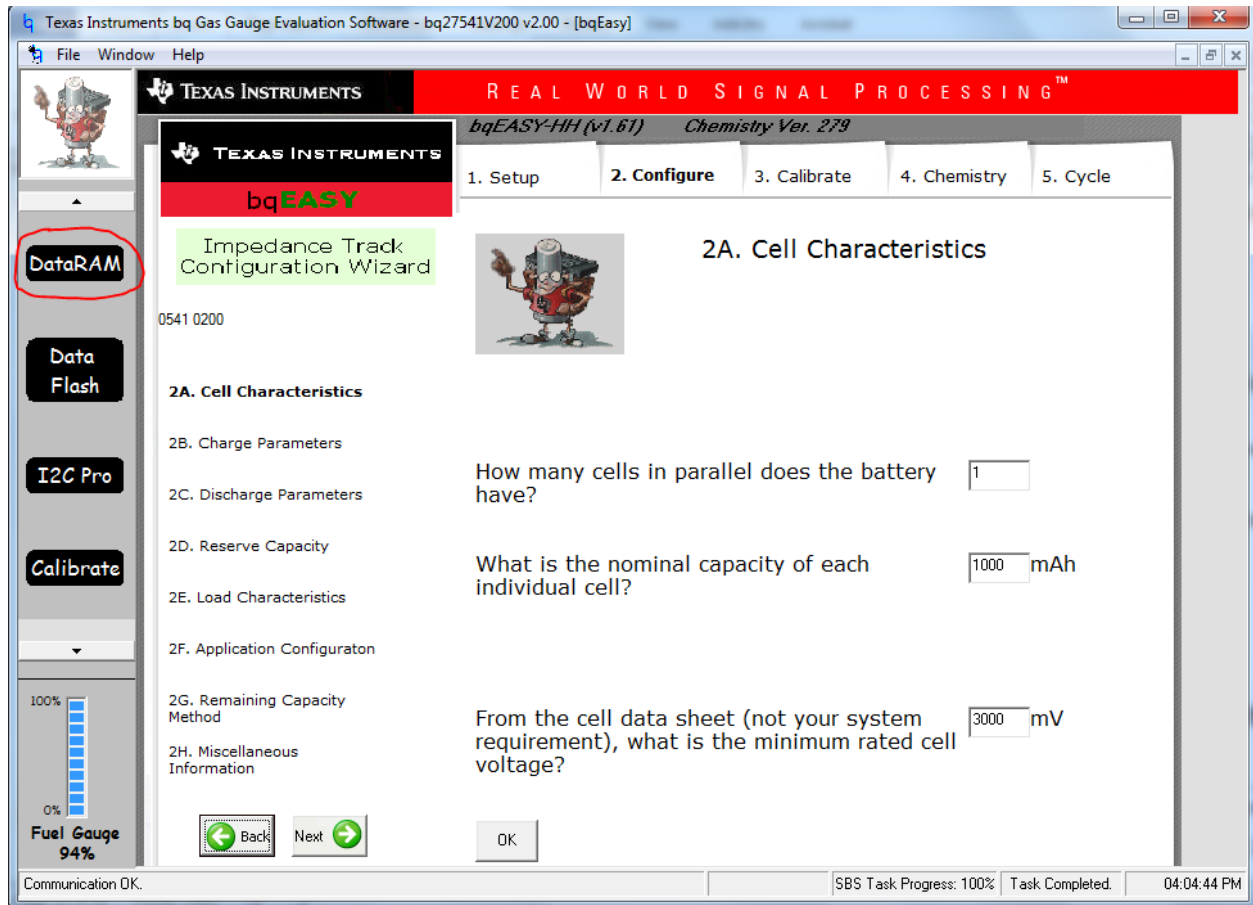 Texas Instruments bq Gas Gauge Evaluation Software - bq27541V200 v2.00 - [bqEasy]
File Window Help
TEXAS INSTRUMENTS
REAL WORLD SIGNAL PROCESSING™
bqEASY-HH (v1.61) Chemistry Ver. 279
TEXAS INSTRUMENTS
bqEASY
1. Setup
2. Configure
3. Calibrate
4. Chemistry
5. Cycle
DataRAM
Data
Flash
I2C Pro
Calibrate
100%
0%
Fuel Gauge
94%
Impedance Track
Configuration Wizard
0541 0200
2A. Cell Characteristics
2B. Charge Parameters
2C. Discharge Parameters
2D. Reserve Capacity
2E. Load Characteristics
2F. Application Configuraton
2G. Remaining Capacity
Method
2H. Miscellaneous
Information
Back
Next
2A. Cell Characteristics
How many cells in parallel does the battery
have?
1
What is the nominal capacity of each
individual cell?
1000 mAh
From the cell data sheet (not your system
requirement), what is the minimum rated cell
voltage?
3000 mV
OK
Communication OK.
SBS Task Progress: 100%
Task Completed.
04:04:44 PM